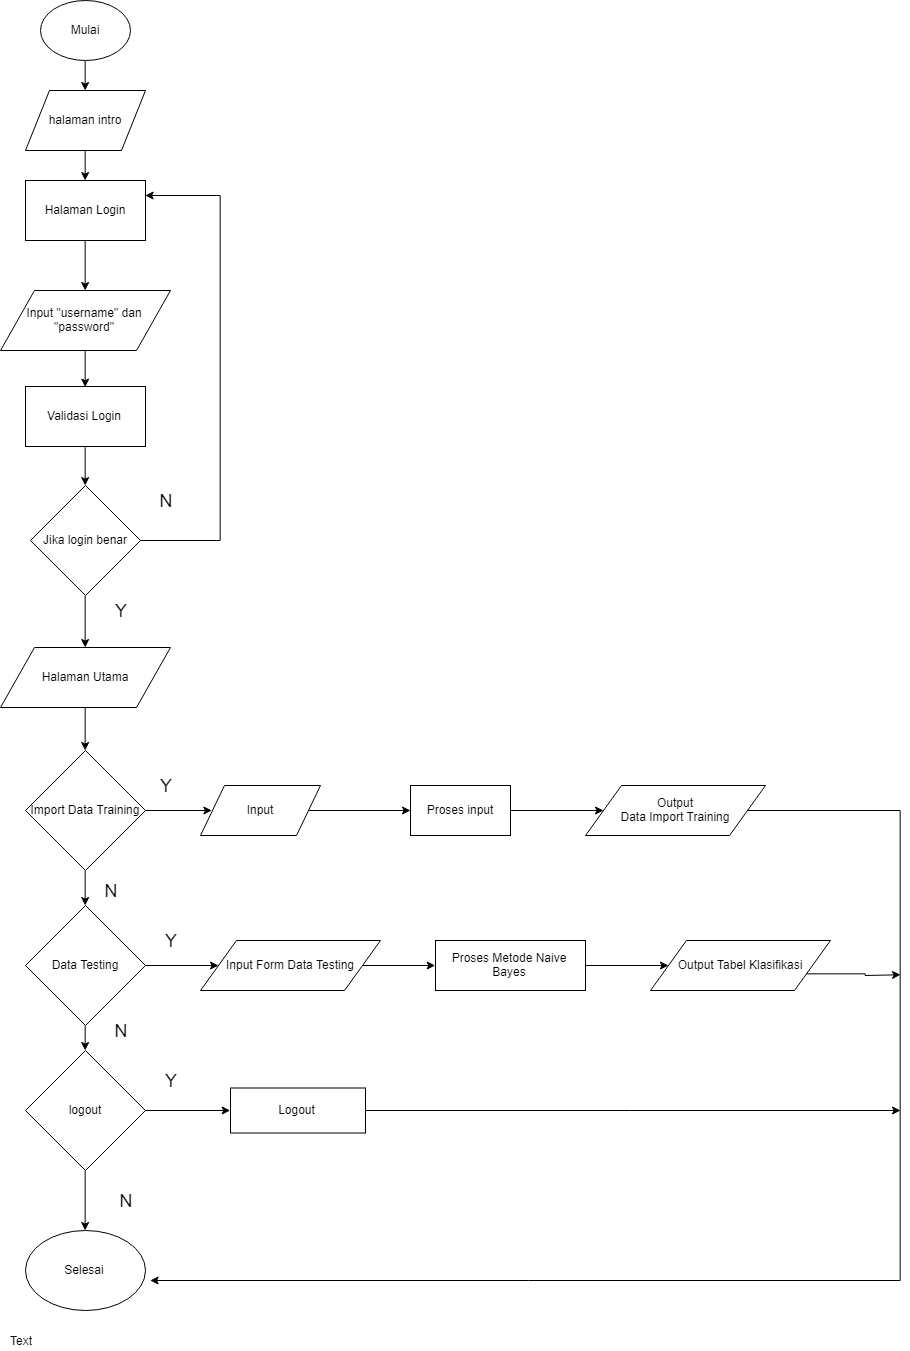 Mulai
halaman intro
Halaman Login
Input "username" dan
"password"
Validasi Login
N
Jika login benar
Y
Halaman Utama
Y
Import Data Training
Input
Proses input
Output
Data Import Training
N
Y
Data Testing
Input Form Data Testing
Proses Metode Naive
Bayes
Output Tabel Klasifikasi
N
Y
logout
Logout
N
Selesai
Text